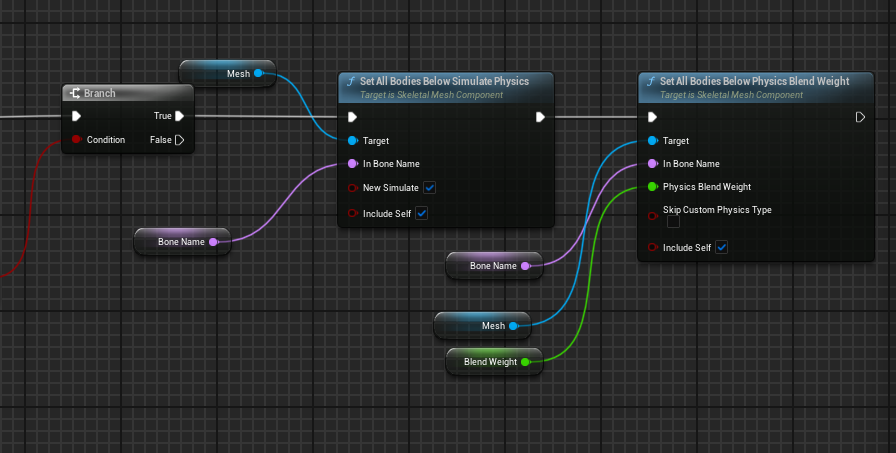 Mesh
Branch
True
Condition
False
Bone Name
Set All Bodies Below Simulate Physics
Target is Skeletal Mesh Component
Target
In Bone Name
New Simulate
Include Self
Bone Name
Mesh
Blend Weight
Set All Bodies Below Physics Blend Weight
Target is Skeletal Mesh Component
Target
In Bone Name
Physics Blend Weight
Skip Custom Physics Type
Include Self